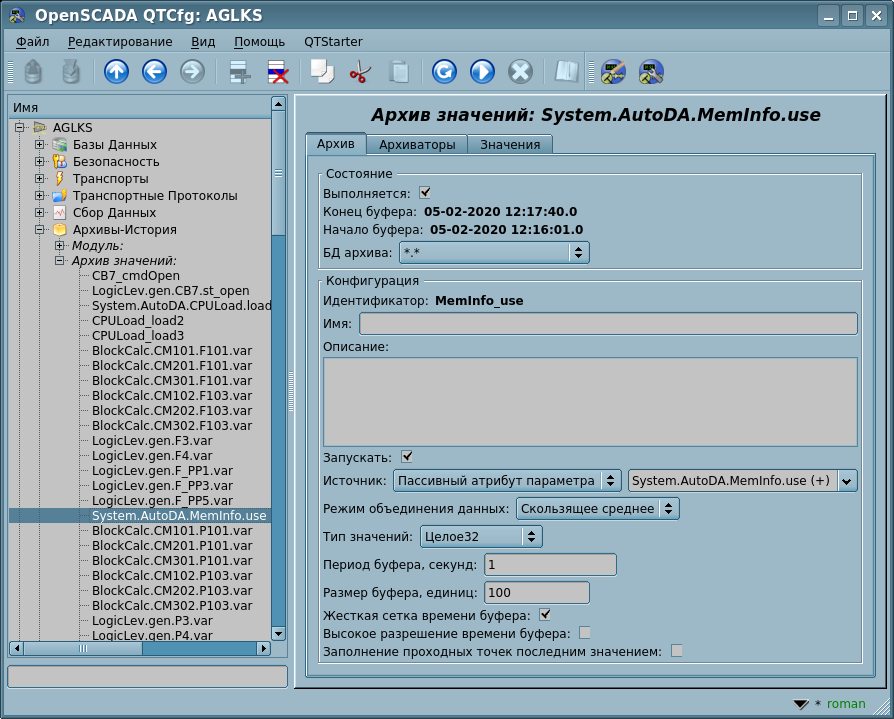 OpenSCADA QTCfg: AGLKS
Файл Редактирование Вид Помощь QTStarter
Имя
AGLKS
Базы Данных
Безопасность
Транспорты
Транспортные Протоколы
Сбор Данных
Архивы-История
Модуль:
Архив значений:
CB7_cmdOpen
LogicLev.gen.CB7.st_open
System.AutoDA.CPULoad.load
CPULoad_load2
CPULoad_load3
BlockCalc.CM101.F101.var
BlockCalc.CM201.F101.var
BlockCalc.CM301.F101.var
BlockCalc.CM102.F103.var
BlockCalc.CM202.F103.var
BlockCalc.CM302.F103.var
LogicLev.gen.F3.var
LogicLev.gen.F4.var
LogicLev.gen.F_PP1.var
LogicLev.gen.F_PP3.var
LogicLev.gen.F_PP5.var
System.AutoDA.MemInfo.use
BlockCalc.CM101.P101.var
BlockCalc.CM201.P101.var
BlockCalc.CM301.P101.var
BlockCalc.CM102.P103.var
BlockCalc.CM202.P103.var
BlockCalc.CM302.P103.var
LogicLev.gen.P3.var
LogicLev.gen.P4.var
Архив значений: System.AutoDA.MemInfo.use
Архив Архиваторы Значения
Состояние
Выполняется:
Конец буфера: 05-02-2020 12:17:40.0
Начало буфера: 05-02-2020 12:16:01.0
БД архива: *.*
Конфигурация
Идентификатор: MemInfo_use
Имя:
Описание:
Запускать:
Источник: Пассивный атрибут параметра System.AutoDA.MemInfo.use (+)
Режим объединения данных: Скользящее среднее
Тип значений: Целое32
Период буфера, секунд: 1
Размер буфера, единиц: 100
Жесткая сетка времени буфера:
Высокое разрешение времени буфера:
Заполнение проходных точек последним значением:
* roman